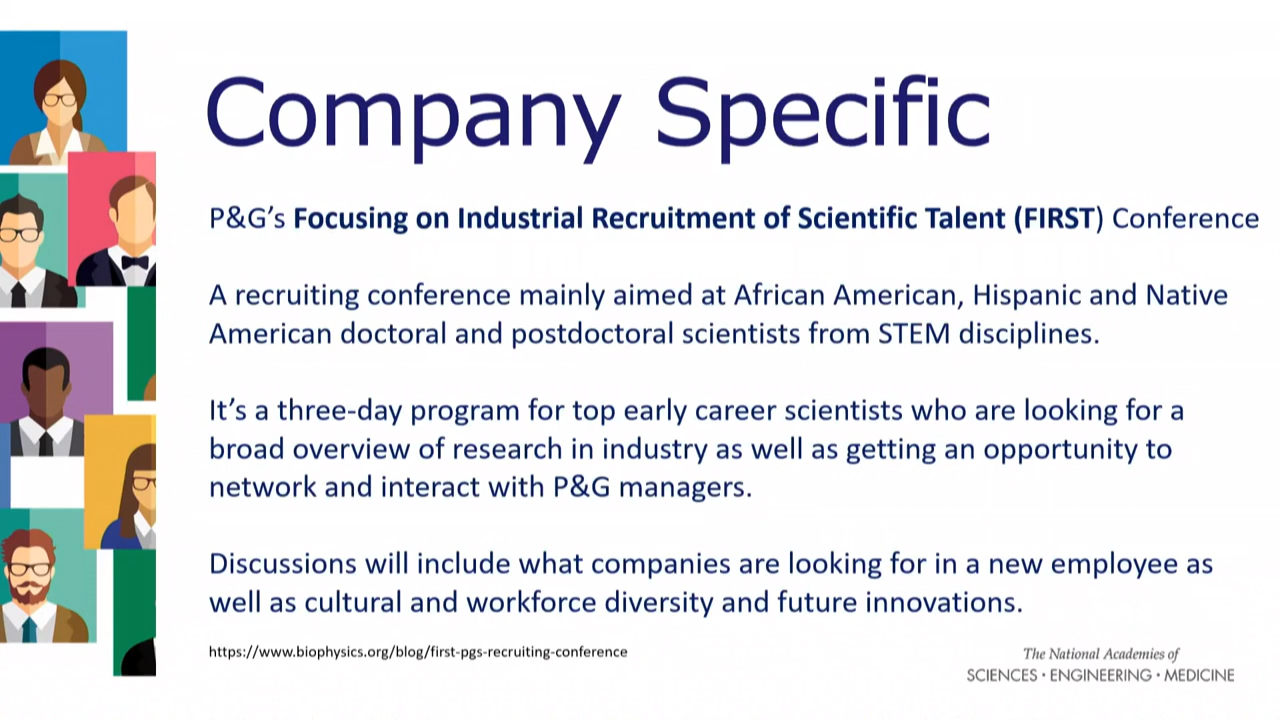 Company Specific
P&G’s Focusing on Industrial Recruitment of Scientific Talent (FIRST) Conference
A recruiting conference mainly aimed at African American, Hispanic and Native
American doctoral and postdoctoral scientists from STEM disciplines.
It’s a three-day program for top early career scientists who are looking for a
broad overview of research in industry as well as getting an opportunity to
network and interact with P&G managers.
Discussions will include what companies are looking for in a new employee as
well as cultural and workforce diversity and future innovations.
https://www.biophysics.org/blog/first-pgs-recruiting-conference
The National Academies of
SCIENCES · ENGINEERING · MEDICINE